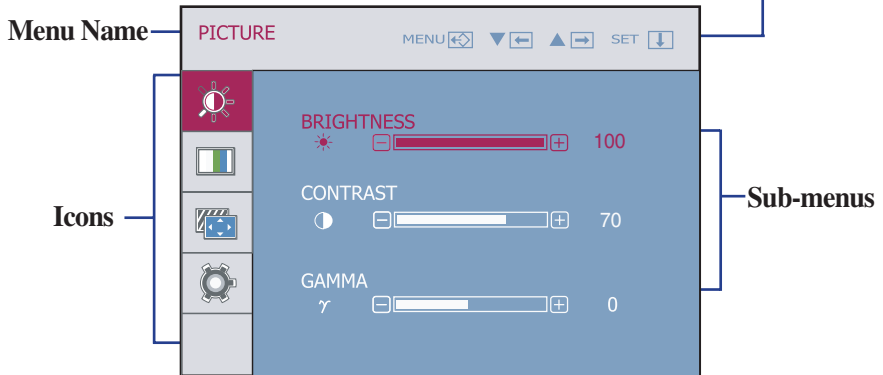 Menu Name
PICTURE
MENU ▼ ▲ SET
BRIGHTNESS
100
CONTRAST
70
GAMMA
γ 0
Icons
Sub-menus